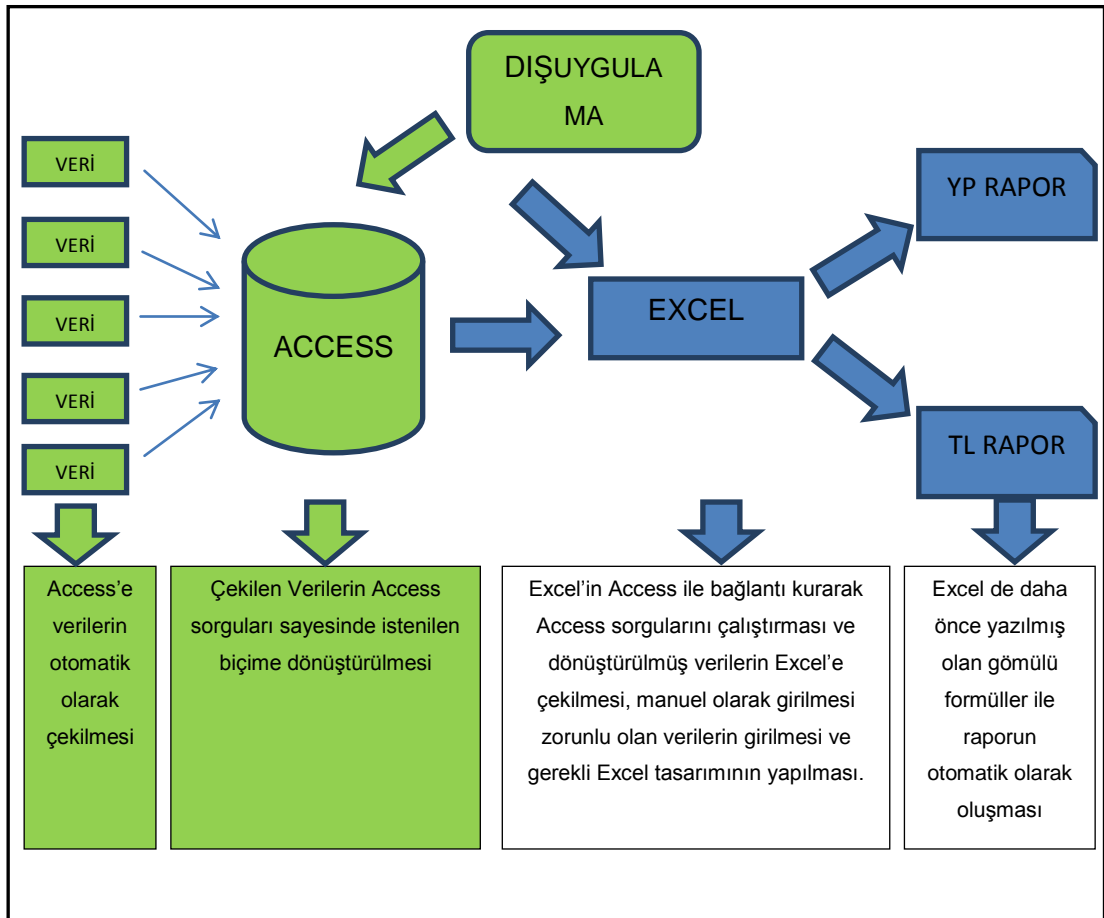 DIŞUYGULA
MA
VERİ
VERİ
VERİ
VERİ
VERİ
ACCESS
EXCEL
YP RAPOR
TL RAPOR
Access’e
verilerin
otomatik
olarak
çekilmesi
Çekilen Verilerin Access
sorguları sayesinde istenilen
biçime dönüştürülmesi
Excel’in Access ile bağlantı kurarak
Access sorgularını çalıştırması ve
dönüştürülmüş verilerin Excel’e
çekilmesi, manuel olarak girilmesi
zorunlu olan verilerin girilmesi ve
gerekli Excel tasarımının yapılması.
Excel de daha
önce yazılmış
olan gömülü
formüller ile
raporun
otomatik olarak
oluşması